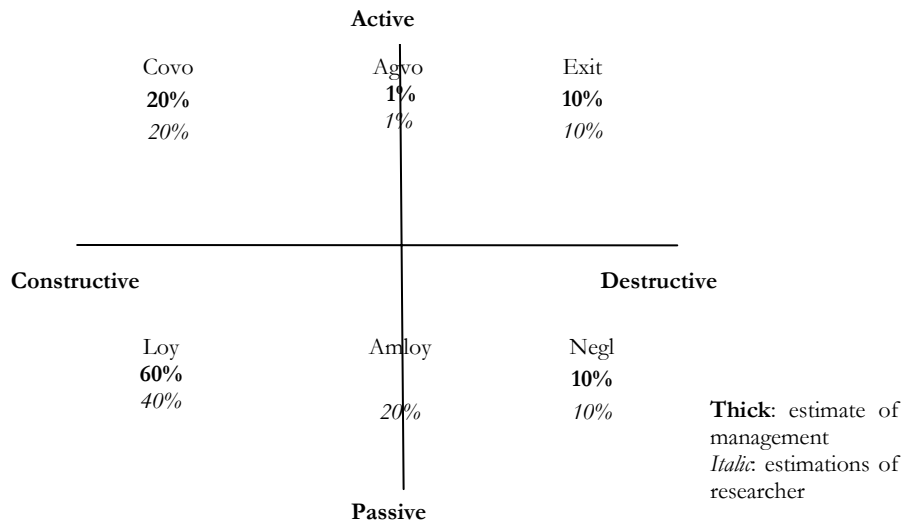 Active
Covo Agvo Exit
20% 1% 10%
20% 1% 10%
Constructive Destructive
Loy Amloy Negl
60% 10%
40% 20% 10%
Thick: estimate of
management
Italic: estimations of
researcher
Passive